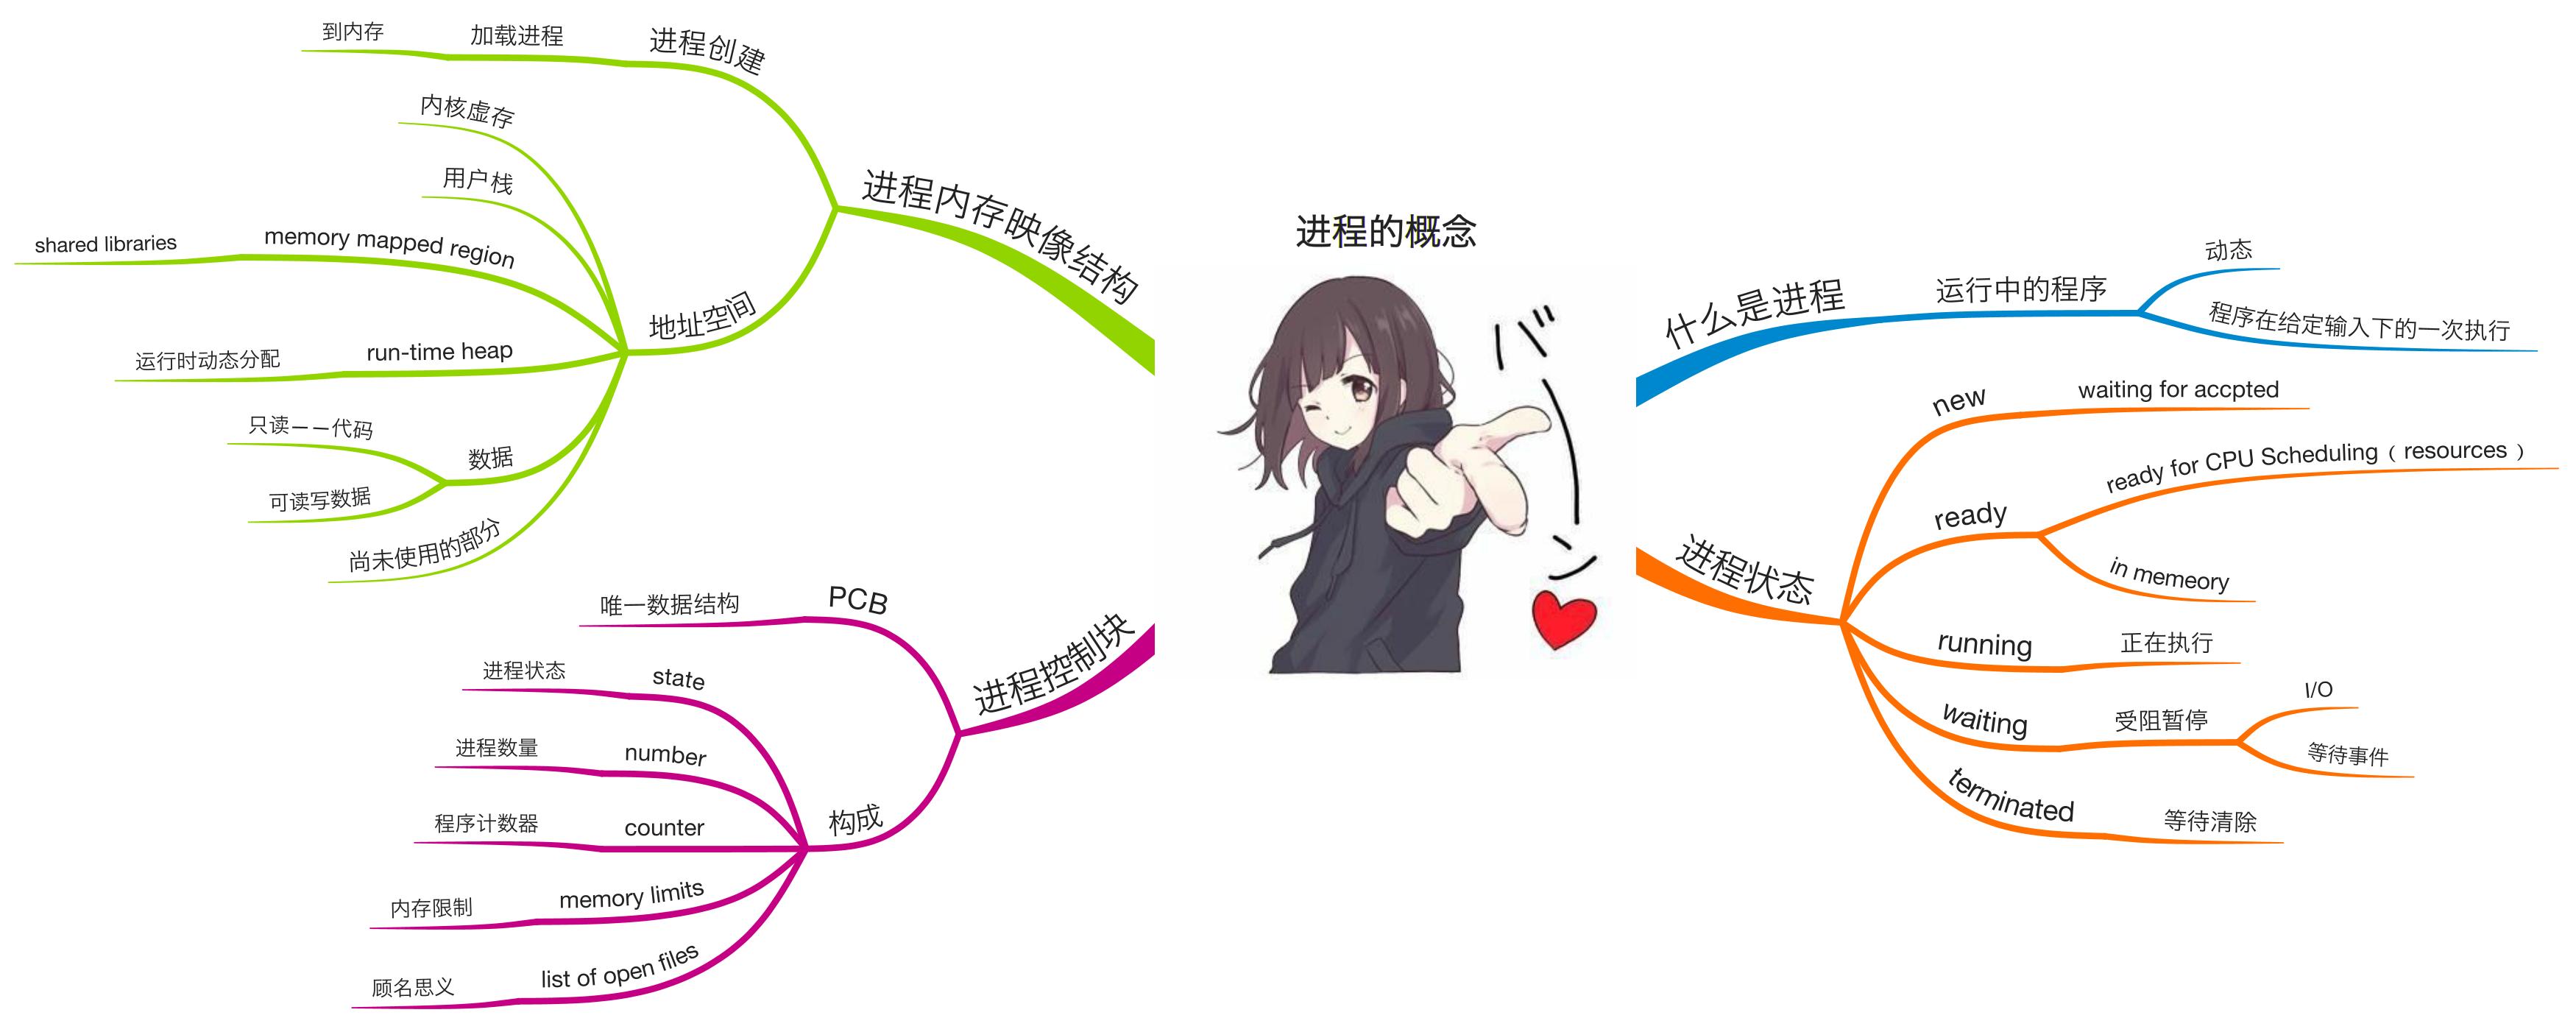 进程的概念
バーン
什么是进程
运行中的程序
动态
程序在给定输入下的一次执行
进程状态
new
waiting for accpted
ready
ready for CPU Scheduling（resources）
in memeory
running
正在执行
waiting
受阻暂停
I/O
等待事件
terminated
等待清除
进程内存映像结构
进程创建
加载进程
到内存
地址空间
内核虚存
用户栈
memory mapped region
shared libraries
run-time heap
运行时动态分配
数据
只读——代码
可读写数据
尚未使用的部分
进程控制块
PCB
唯一数据结构
构成
state
进程状态
number
进程数量
counter
程序计数器
memory limits
内存限制
list of open files
顾名思义